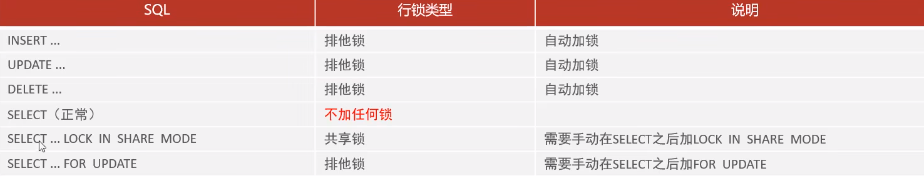 SQL 行锁类型 说明
INSERT ... 排他锁 自动加锁
UPDATE ... 排他锁 自动加锁
DELETE ... 排他锁 自动加锁
SELECT（正常） 不加任何锁
SELECT ... LOCK IN SHARE MODE 共享锁 需要手动在SELECT之后加LOCK IN SHARE MODE
SELECT ... FOR UPDATE 排他锁 需要手动在SELECT之后加FOR UPDATE